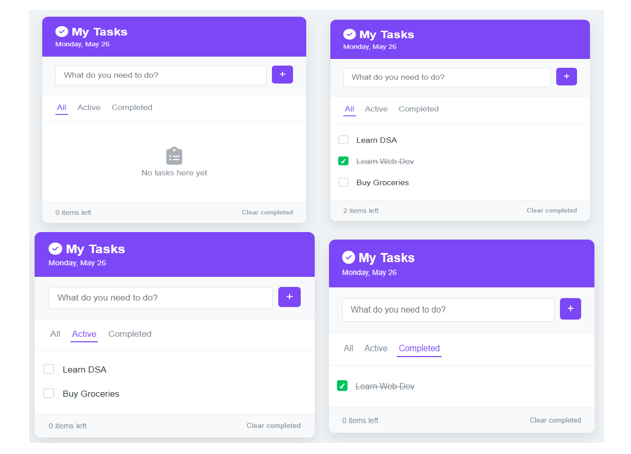 My Tasks
Monday, May 26
What do you need to do?
+
All Active Completed
No tasks here yet
0 items left Clear completed
My Tasks
Monday, May 26
What do you need to do?
+
All Active Completed
Learn DSA
Learn Web Dev
Buy Groceries
2 items left Clear completed
My Tasks
Monday, May 26
What do you need to do?
+
All Active Completed
Learn DSA
Buy Groceries
0 items left Clear completed
My Tasks
Monday, May 26
What do you need to do?
+
All Active Completed
Learn Web Dev
0 items left Clear completed